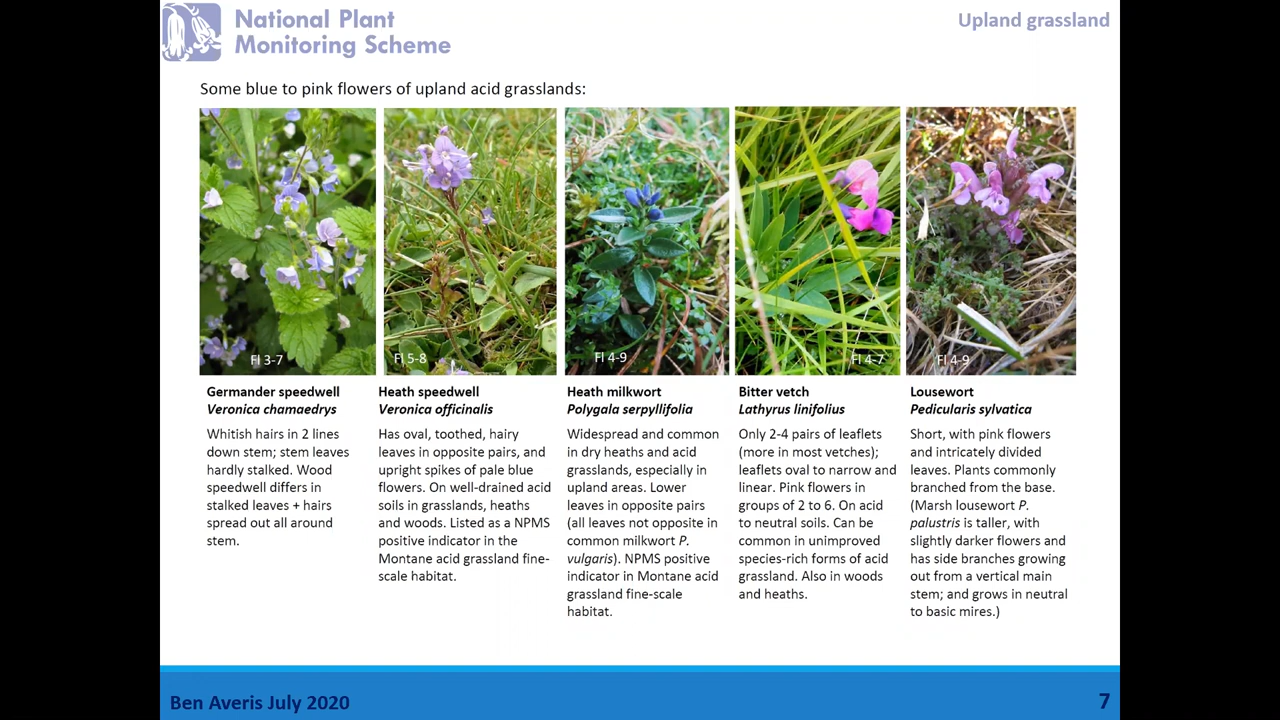 National Plant
Monitoring Scheme
Upland grassland
Some blue to pink flowers of upland acid grasslands:
Fl 3-7
Fl 5-8
Fl 4-9
Fl 4-7
Fl 4-9
Germander speedwell
Veronica chamaedrys
Whitish hairs in 2 lines
down stem; stem leaves
hardly stalked. Wood
speedwell differs in
stalked leaves + hairs
spread out all around
stem.
Heath speedwell
Veronica officinalis
Has oval, toothed, hairy
leaves in opposite pairs, and
upright spikes of pale blue
flowers. On well-drained acid
soils in grasslands, heaths
and woods. Listed as a NPMS
positive indicator in the
Montane acid grassland fine-
scale habitat.
Heath milkwort
Polygala serpyllifolia
Widespread and common
in dry heaths and acid
grasslands, especially in
upland areas. Lower
leaves in opposite pairs
(all leaves not opposite in
common milkwort P.
vulgaris). NPMS positive
indicator in Montane acid
grassland fine-scale
habitat.
Bitter vetch
Lathyrus linifolius
Only 2-4 pairs of leaflets
(more in most vetches);
leaflets oval to narrow and
linear. Pink flowers in
groups of 2 to 6. On acid
to neutral soils. Can be
common in unimproved
species-rich forms of acid
grassland. Also in woods
and heaths.
Lousewort
Pedicularis sylvatica
Short, with pink flowers
and intricately divided
leaves. Plants commonly
branched from the base.
(Marsh lousewort P.
palustris is taller, with
slightly darker flowers and
has side branches growing
out from a vertical main
stem; and grows in neutral
to basic mires.)
Ben Averis July 2020
7